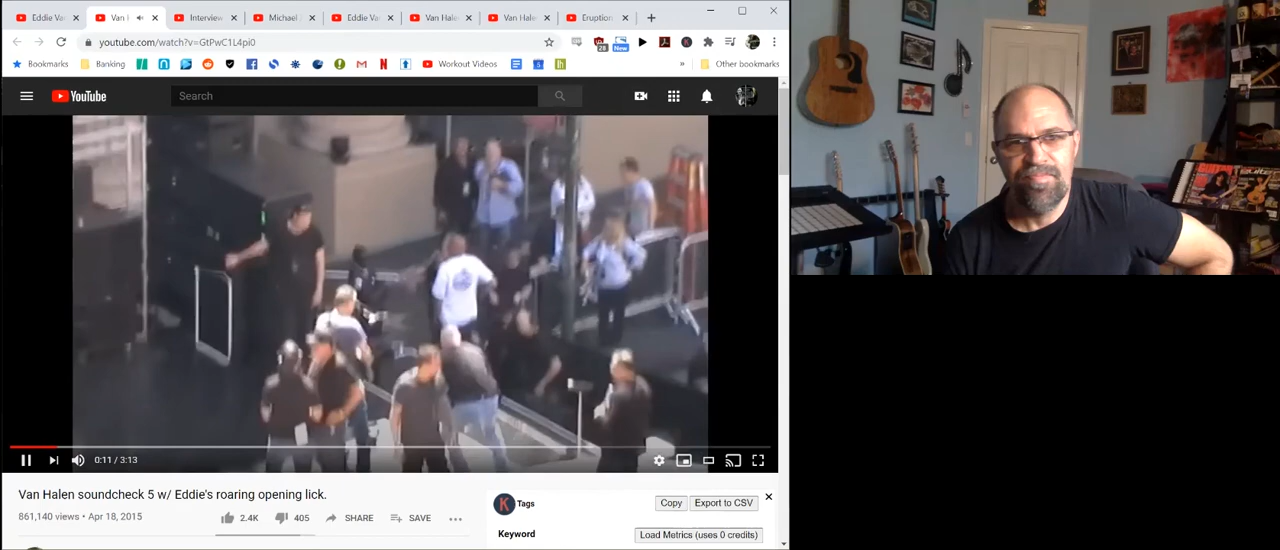 Eddie Va
Van H
Interview
Michael
Eddie Va
Van Hale
Van Hale
Eruption
youtube.com/watch?v=GtPwC1L4pi0
28
New
Bookmarks
Banking
Workout Videos
Other bookmarks
YouTube
Search
0:11 / 3:13
Van Halen soundcheck 5 w/ Eddie's roaring opening lick.
861,140 views • Apr 18, 2015
2.4K
405
SHARE
SAVE
K Tags
Copy
Export to CSV
Keyword
Load Metrics (uses 0 credits)